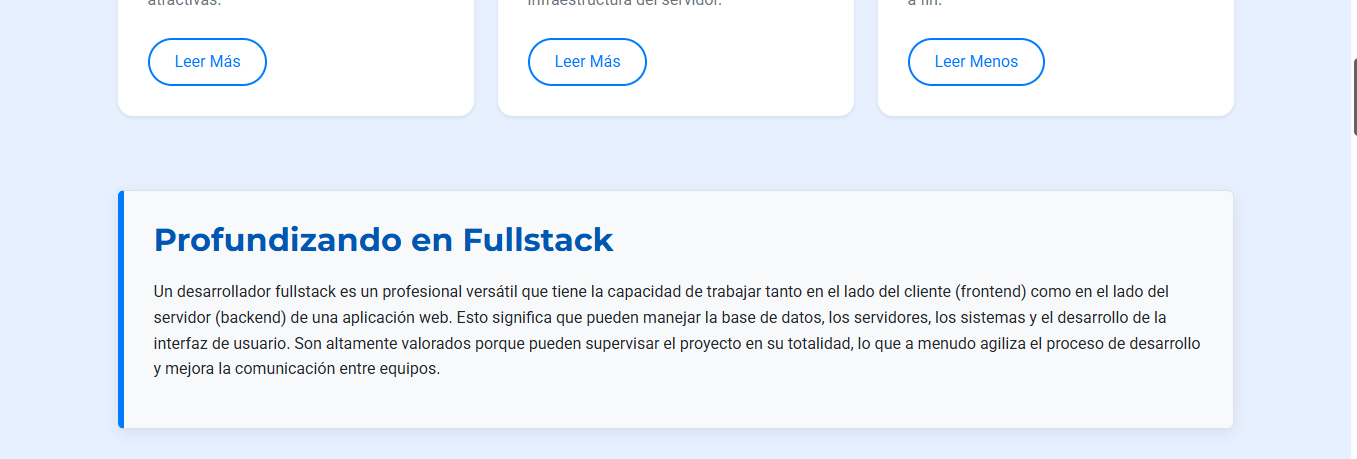 atractivas.
infraestructura del servidor.
a fin.
Leer Más
Leer Más
Leer Menos
Profundizando en Fullstack
Un desarrollador fullstack es un profesional versátil que tiene la capacidad de trabajar tanto en el lado del cliente (frontend) como en el lado del
servidor (backend) de una aplicación web. Esto significa que pueden manejar la base de datos, los servidores, los sistemas y el desarrollo de la
interfaz de usuario. Son altamente valorados porque pueden supervisar el proyecto en su totalidad, lo que a menudo agiliza el proceso de desarrollo
y mejora la comunicación entre equipos.